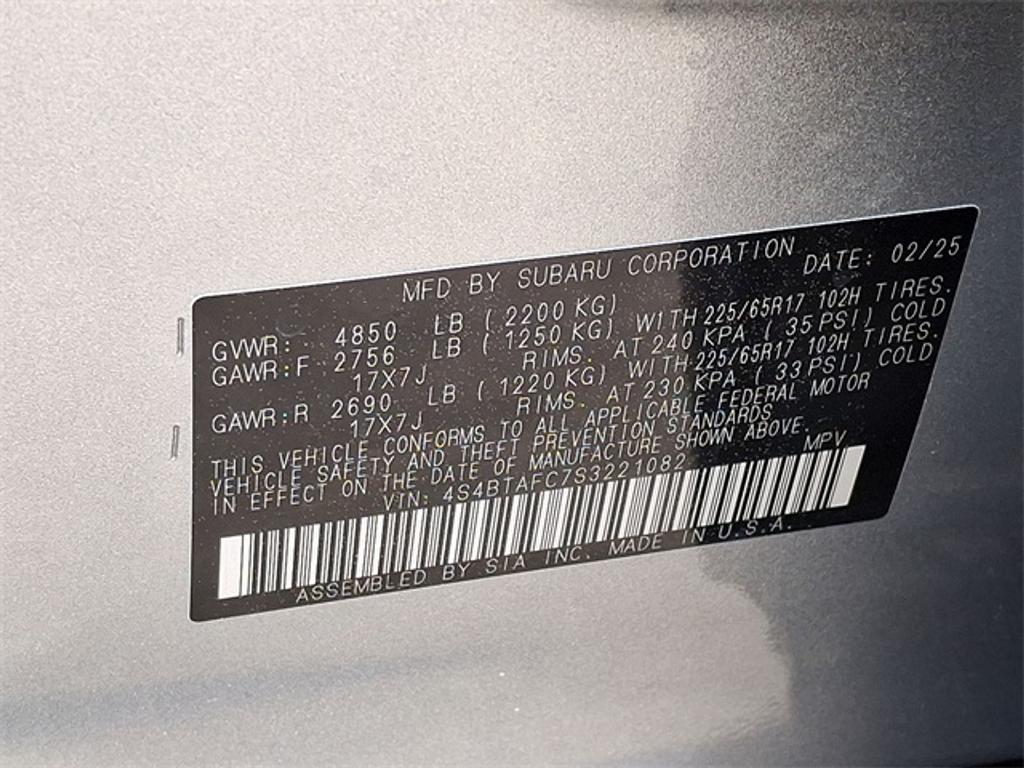 MFD BY SUBARU CORPORATION DATE: 02/25
GVWR: 4850 LB ( 2200 KG)
GAWR:F 2756 LB ( 1250 KG) WITH 225/65R17 102H TIRES.
17X7J RIMS. AT 240 KPA ( 35 PSI) COLD
GAWR:R 2690 LB ( 1220 KG) WITH 225/65R17 102H TIRES.
17X7J RIMS. AT 230 KPA ( 33 PSI) COLD
THIS VEHICLE CONFORMS TO ALL APPLICABLE FEDERAL MOTOR
VEHICLE SAFETY AND THEFT PREVENTION STANDARDS
IN EFFECT ON THE DATE OF MANUFACTURE SHOWN ABOVE.
VIN: 4S4BTAFC7S3221082 MPV
ASSEMBLED BY SIA INC. MADE IN U.S.A.